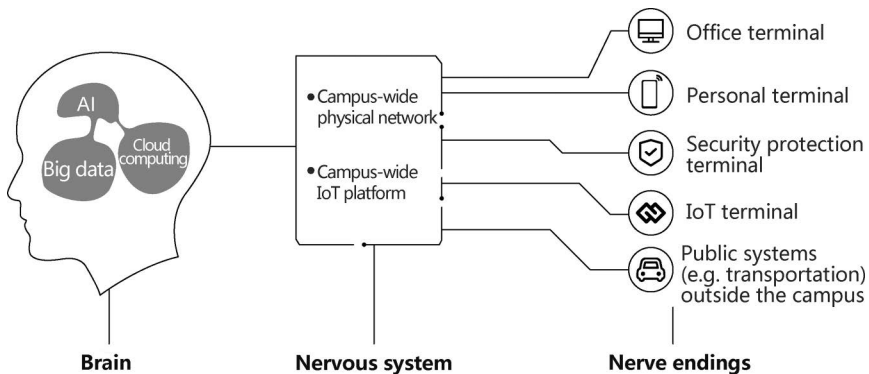 AI
Big data
Cloud
computing
• Campus-wide
physical network
• Campus-wide
IoT platform
Office terminal
Personal terminal
Security protection
terminal
IoT terminal
Public systems
(e.g. transportation)
outside the campus
Brain
Nervous system
Nerve endings